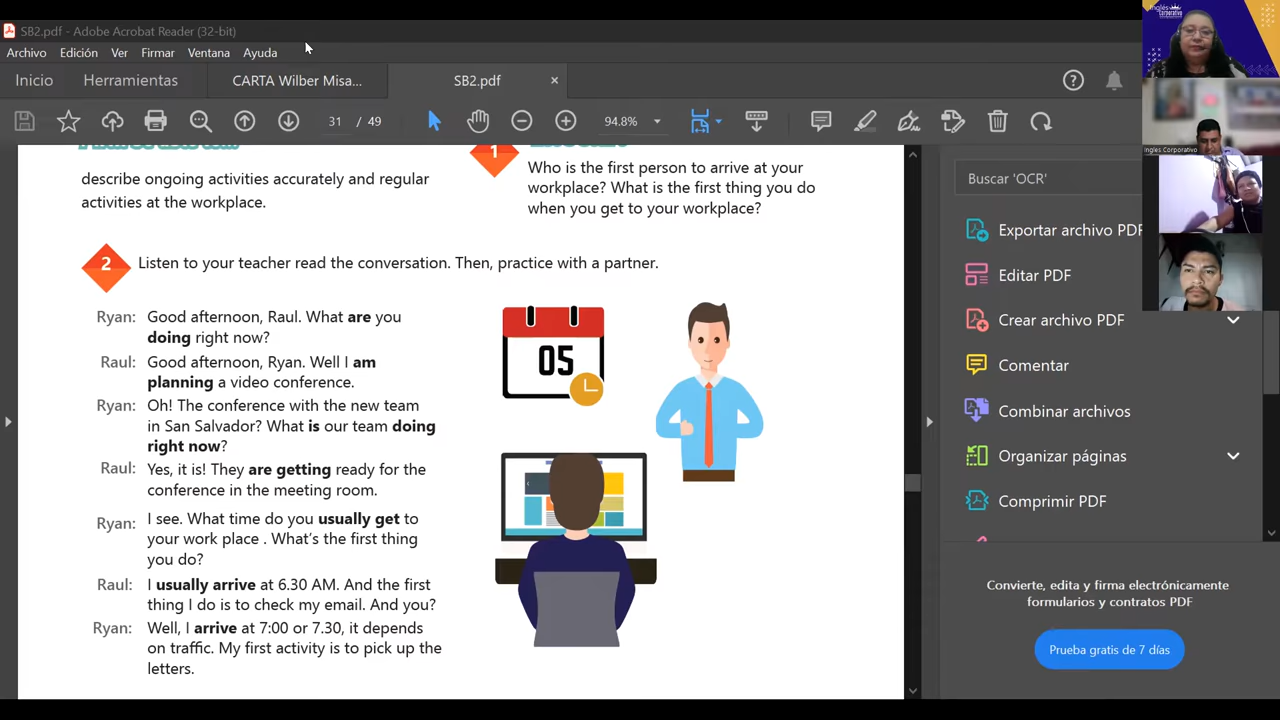 SB2.pdf - Adobe Acrobat Reader (32-bit)
Archivo Edición Ver Firmar Ventana Ayuda
Inicio Herramientas CARTA Wilber Misa... SB2.pdf ×
31 / 49 94.8%
1
Who is the first person to arrive at your
workplace? What is the first thing you do
when you get to your workplace?
describe ongoing activities accurately and regular
activities at the workplace.
2 Listen to your teacher read the conversation. Then, practice with a partner.
Ryan: Good afternoon, Raul. What are you
doing right now?
Raul: Good afternoon, Ryan. Well I am
planning a video conference.
Ryan: Oh! The conference with the new team
in San Salvador? What is our team doing
right now?
Raul: Yes, it is! They are getting ready for the
conference in the meeting room.
Ryan: I see. What time do you usually get to
your work place . What's the first thing
you do?
Raul: I usually arrive at 6.30 AM. And the first
thing I do is to check my email. And you?
Ryan: Well, I arrive at 7:00 or 7.30, it depends
on traffic. My first activity is to pick up the
letters.
05
Buscar 'OCR'
Exportar archivo PDF
Editar PDF
Crear archivo PDF
Comentar
Combinar archivos
Organizar páginas
Comprimir PDF
Convierte, edita y firma electrónicamente
formularios y contratos PDF
Prueba gratis de 7 días
Inglés
corporativo
Ingles Corporativo